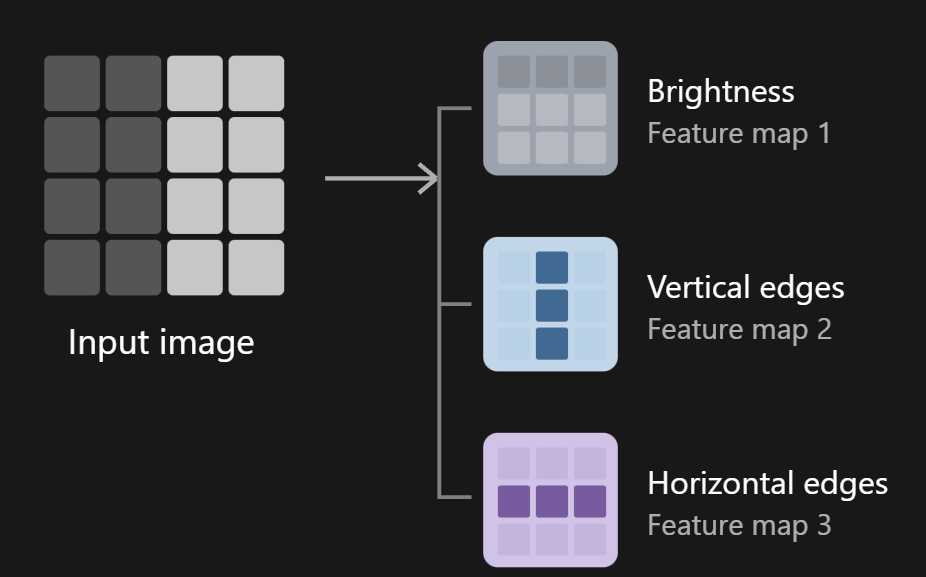 Input image
Brightness
Feature map 1
Vertical edges
Feature map 2
Horizontal edges
Feature map 3